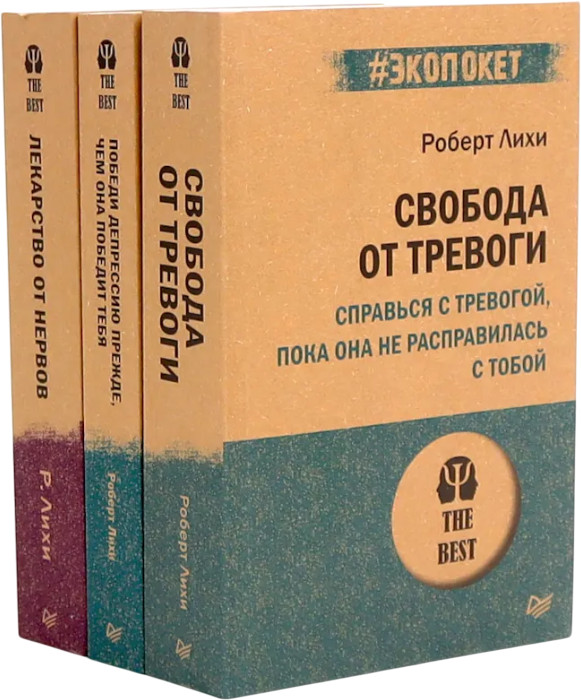 THE
BEST
ЛЕКАРСТВО ОТ НЕРВОВ
Р. Лихи
THE
BEST
ПОБЕДИ ДЕПРЕССИЮ ПРЕЖДЕ,
ЧЕМ ОНА ПОБЕДИТ ТЕБЯ
Роберт Лихи
THE
BEST
СВОБОДА
ОТ ТРЕВОГИ
Роберт Лихи
#ЭКОПОКЕТ
Роберт Лихи
СВОБОДА
ОТ ТРЕВОГИ
СПРАВЬСЯ С ТРЕВОГОЙ,
ПОКА ОНА НЕ РАСПРАВИЛАСЬ
С ТОБОЙ
THE
BEST